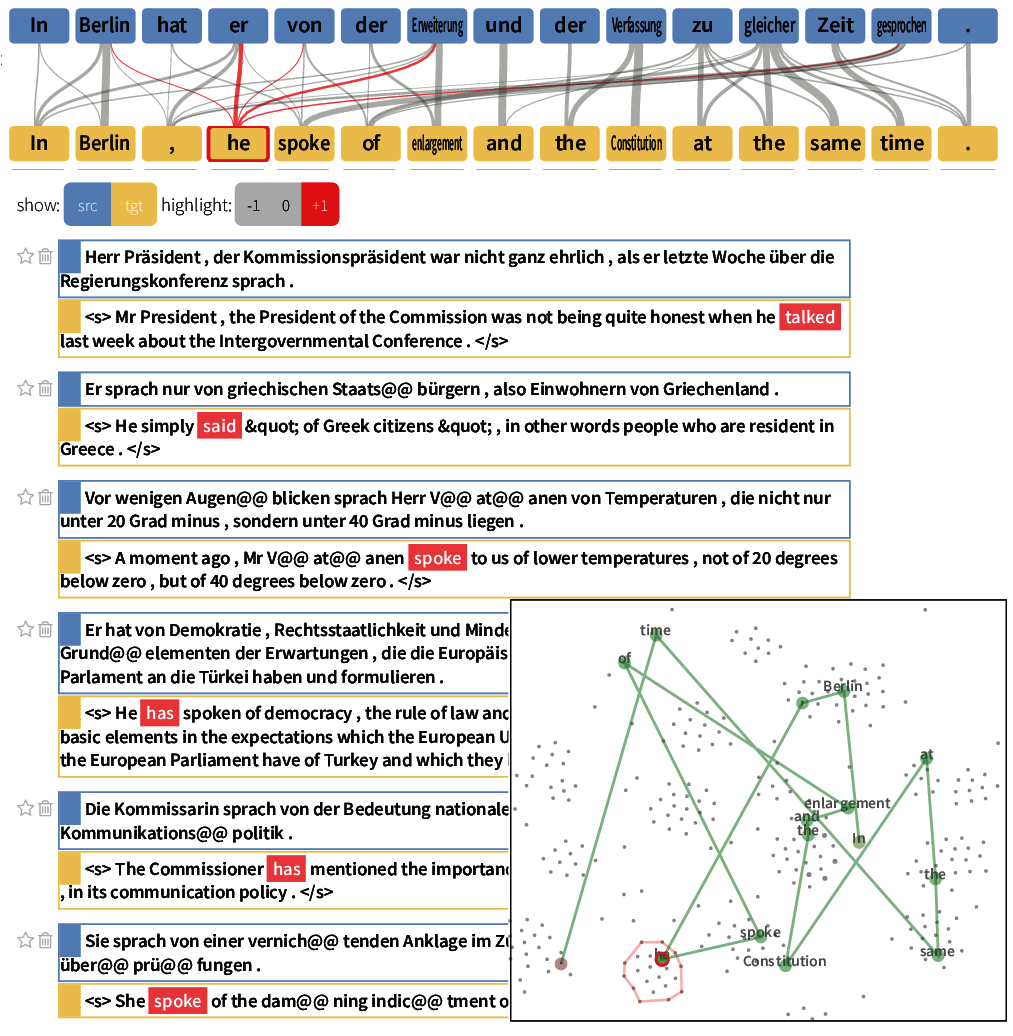 In Berlin hat er von der Erweiterung und der Verfassung zu gleicher Zeit gesprochen .
In Berlin , he spoke of enlargement and the Constitution at the same time .
show: src tgt highlight: -1 0 +1
Herr Präsident , der Kommissionspräsident war nicht ganz ehrlich , als er letzte Woche über die
Regierungskonferenz sprach .
<s> Mr President , the President of the Commission was not being quite honest when he talked
last week about the Intergovernmental Conference . </s>
Er sprach nur von griechischen Staats@@ bürgern , also Einwohnern von Griechenland .
<s> He simply said &quot; of Greek citizens &quot; , in other words people who are resident in
Greece . </s>
Vor wenigen Augen@@ blicken sprach Herr V@@ at@@ anen von Temperaturen , die nicht nur
unter 20 Grad minus , sondern unter 40 Grad minus liegen .
<s> A moment ago , Mr V@@ at@@ anen spoke to us of lower temperatures , not of 20 degrees
below zero , but of 40 degrees below zero . </s>
Er hat von Demokratie , Rechtsstaatlichkeit und Minde
Grund@@ elementen der Erwartungen , die die Europäis
Parlament an die Türkei haben und formulieren .
<s> He has spoken of democracy , the rule of law and
basic elements in the expectations which the European U
the European Parliament have of Turkey and which they
Die Kommissarin sprach von der Bedeutung nationale
Kommunikations@@ politik .
<s> The Commissioner has mentioned the importanc
, in its communication policy . </s>
Sie sprach von einer vernich@@ tenden Anklage im Zu
über@@ prü@@ fungen .
<s> She spoke of the dam@@ ning indic@@ tment o
time
of
Berlin
at
enlargement
and
the
In
the
spoke
same
Constitution